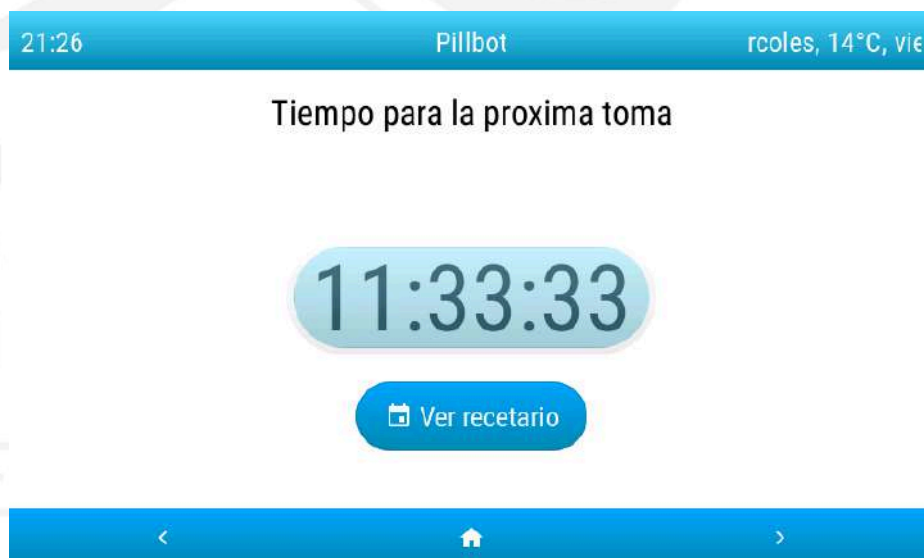 21:26 Pillbot rcoles, 14°C, vie
Tiempo para la proxima toma
11:33:33
Ver recetario